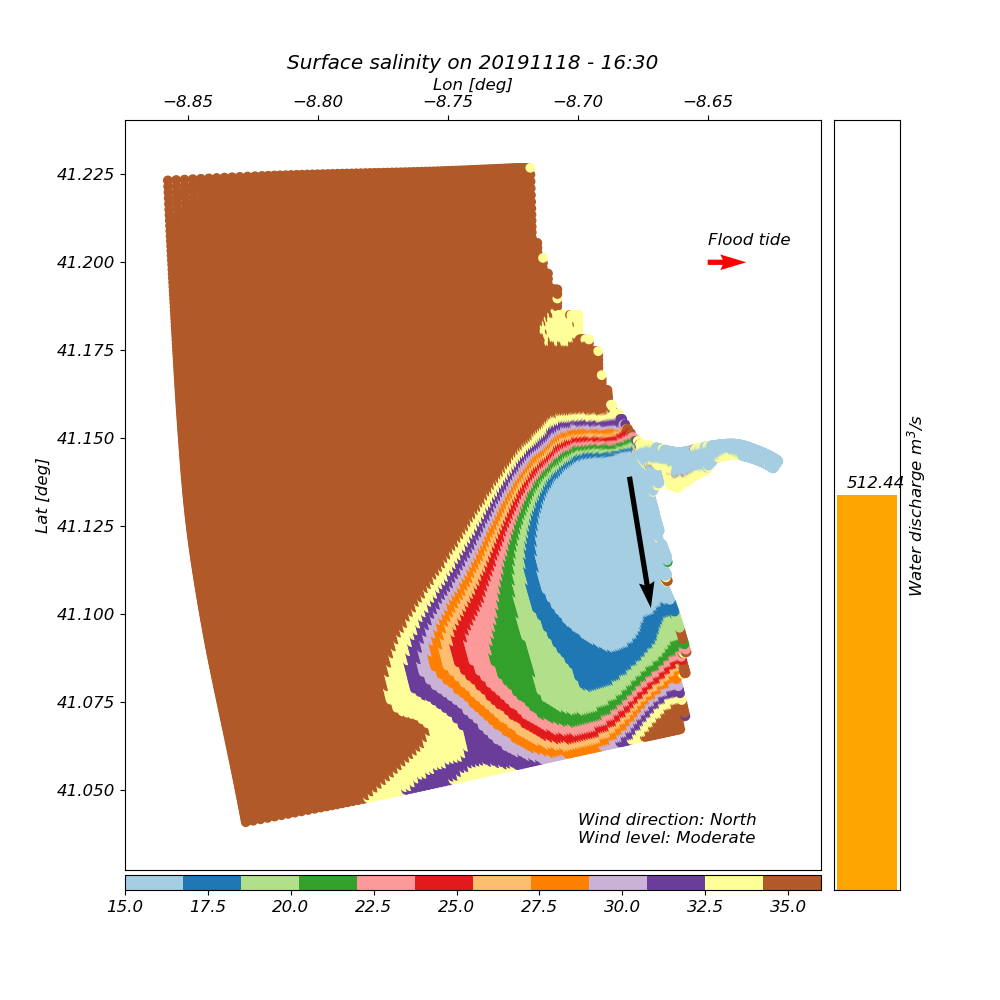 Surface salinity on 20191118 - 16:30
Lon [deg]
−8.85 −8.80 −8.75 −8.70 −8.65
41.225
41.200
41.175
41.150
41.125
41.100
41.075
41.050
Lat [deg]
Flood tide
Wind direction: North
Wind level: Moderate
15.0 17.5 20.0 22.5 25.0 27.5 30.0 32.5 35.0
512.44
Water discharge m³/s